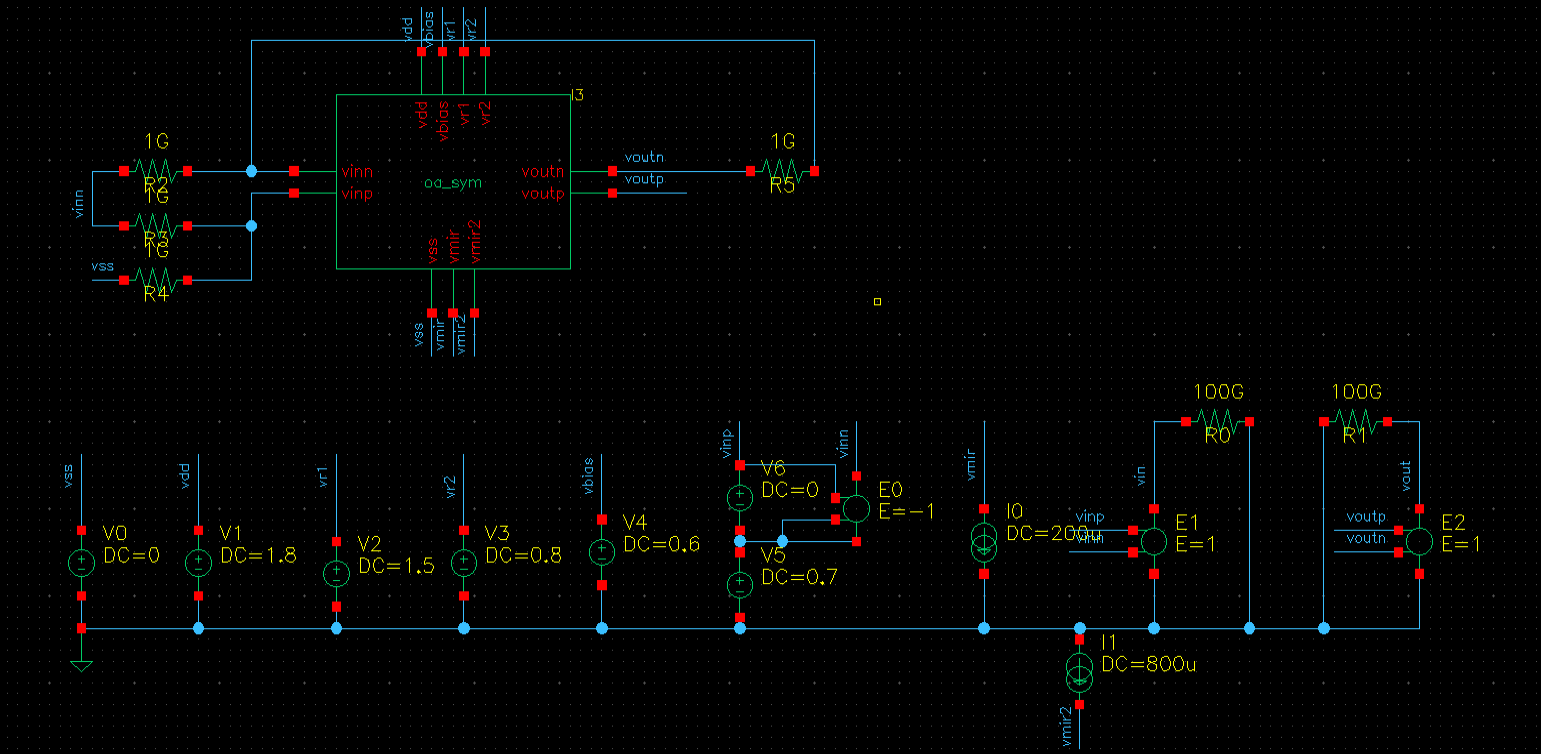 vdd
vbias
vr1
vr2
I3
vdd
vbias
vr1
vr2
1G
R2
1G
R3
1G
R4
vinn
vss
vinn
vinp
oa_sym
voutn
voutp
voutn
voutp
1G
R5
vss
vmir
vmir2
vss
vmir
vmir2
vss
V0
DC=0
vdd
V1
DC=1.8
vr1
V2
DC=1.5
vr2
V3
DC=0.8
vbias
V4
DC=0.6
vinp
V6
DC=0
V5
DC=0.7
vinn
E0
E=-1
vmir
I0
DC=200u
vinp
vinn
vin
E1
E=1
100G
R0
100G
R1
voutp
voutn
vout
E2
E=1
I1
DC=800u
vmir2